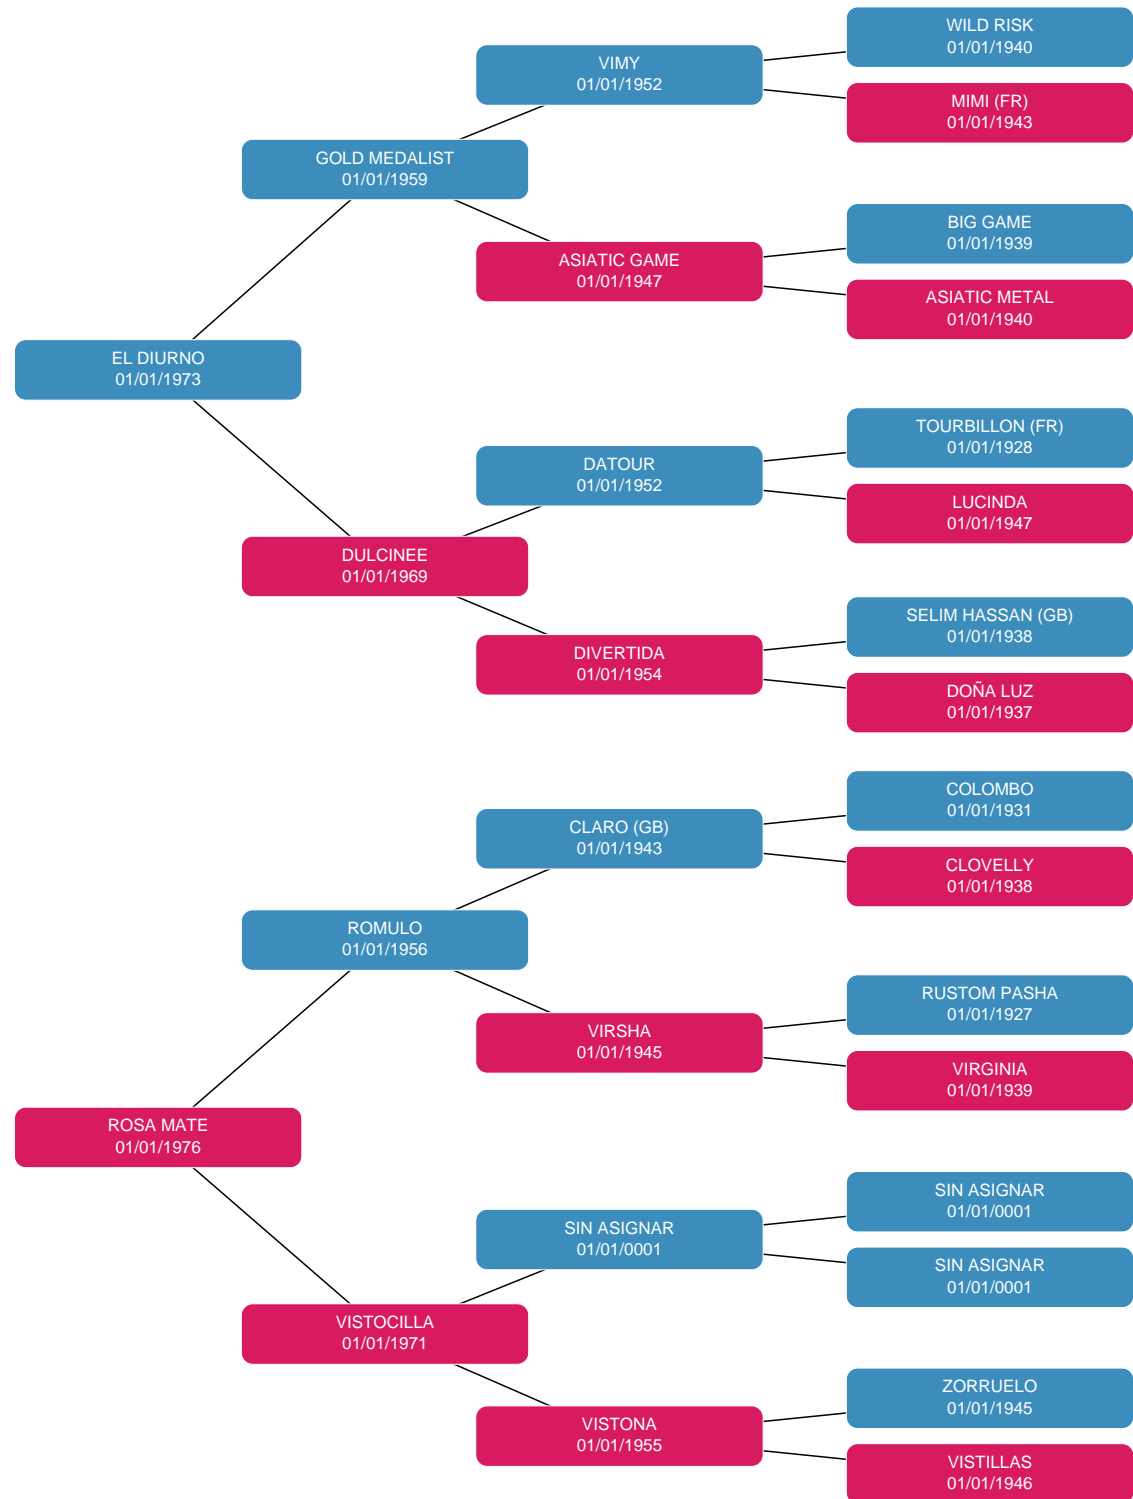 WILD RISK
01/01/1940
VIMY
01/01/1952
MIMI (FR)
01/01/1943
GOLD MEDALIST
01/01/1959
BIG GAME
01/01/1939
ASIATIC GAME
01/01/1947
ASIATIC METAL
01/01/1940
EL DIURNO
01/01/1973
TOURBILLON (FR)
01/01/1928
DATOUR
01/01/1952
LUCINDA
01/01/1947
DULCINEE
01/01/1969
SELIM HASSAN (GB)
01/01/1938
DIVERTIDA
01/01/1954
DOÑA LUZ
01/01/1937
COLOMBO
01/01/1931
CLARO (GB)
01/01/1943
CLOVELLY
01/01/1938
ROMULO
01/01/1956
RUSTOM PASHA
01/01/1927
VIRSHA
01/01/1945
VIRGINIA
01/01/1939
ROSA MATE
01/01/1976
SIN ASIGNAR
01/01/0001
SIN ASIGNAR
01/01/0001
SIN ASIGNAR
01/01/0001
VISTOCILLA
01/01/1971
ZORRUELO
01/01/1945
VISTONA
01/01/1955
VISTILLAS
01/01/1946